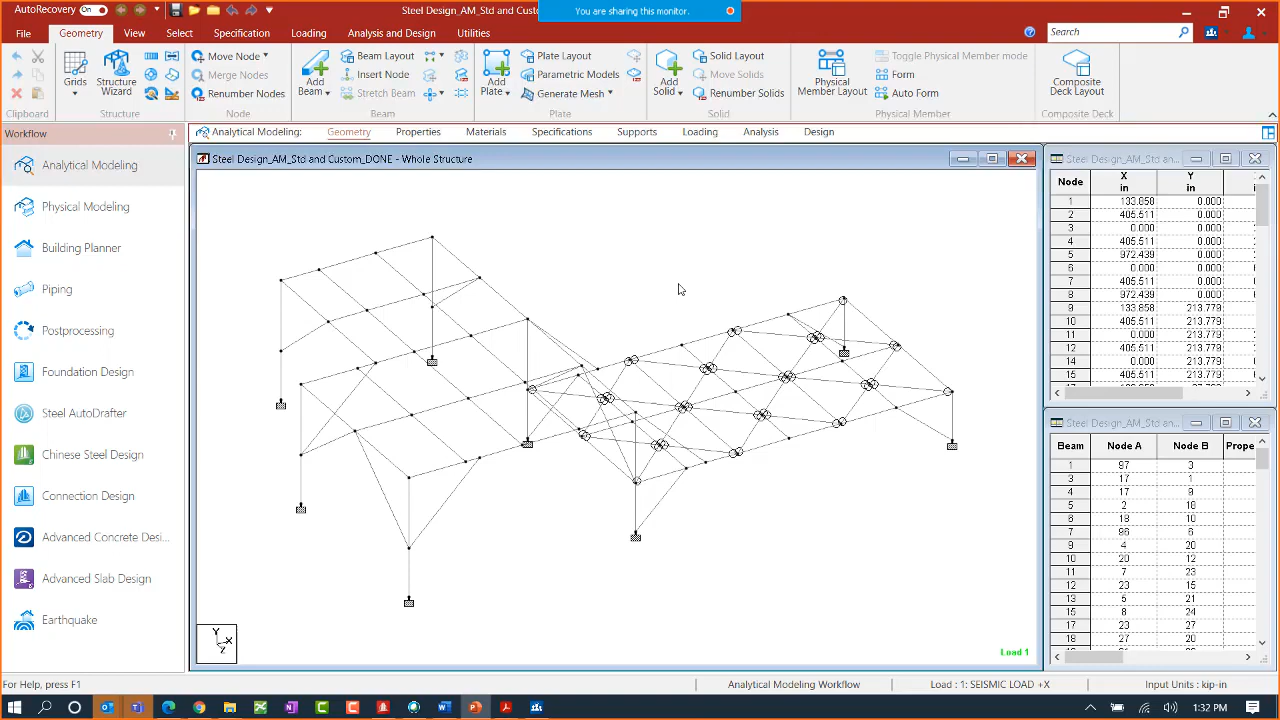 AutoRecovery On
Steel Design_AM_Std and Cust
You are sharing this monitor.
File
Geometry
View
Select
Specification
Loading
Analysis and Design
Utilities
Search
Grids
Structure Wizard
Move Node
Merge Nodes
Renumber Nodes
Add Beam
Beam Layout
Insert Node
Stretch Beam
Add Plate
Plate Layout
Parametric Models
Generate Mesh
Add Solid
Solid Layout
Move Solids
Renumber Solids
Physical Member Layout
Toggle Physical Member mode
Form
Auto Form
Composite Deck Layout
Clipboard
Structure
Node
Beam
Plate
Solid
Physical Member
Composite Deck
Workflow
Analytical Modeling
Physical Modeling
Building Planner
Piping
Postprocessing
Foundation Design
Steel AutoDrafter
Chinese Steel Design
Connection Design
Advanced Concrete Desi...
Advanced Slab Design
Earthquake
Analytical Modeling:
Geometry
Properties
Materials
Specifications
Supports
Loading
Analysis
Design
Steel Design_AM_Std and Custom_DONE - Whole Structure
Y
X
Z
Load 1
Steel Design_AM_Std an...
Node X in Y in
1 133.858 0.000
2 405.511 0.000
3 0.000 0.000
4 405.511 0.000
5 972.439 0.000
6 0.000 0.000
7 405.511 0.000
8 972.439 0.000
9 133.858 213.779
10 405.511 213.779
11 0.000 213.779
12 405.511 213.779
14 0.000 213.779
15 405.511 213.779
Steel Design_AM_Std an...
Beam Node A Node B Prope
1 97 3
3 17 1
4 17 9
5 2 18
6 18 10
7 96 6
9 4 20
10 20 12
11 7 23
12 23 15
13 5 21
15 8 24
17 23 27
18 27 20
For Help, press F1
Analytical Modeling Workflow
Load : 1: SEISMIC LOAD +X
Input Units : kip-in
1:32 PM